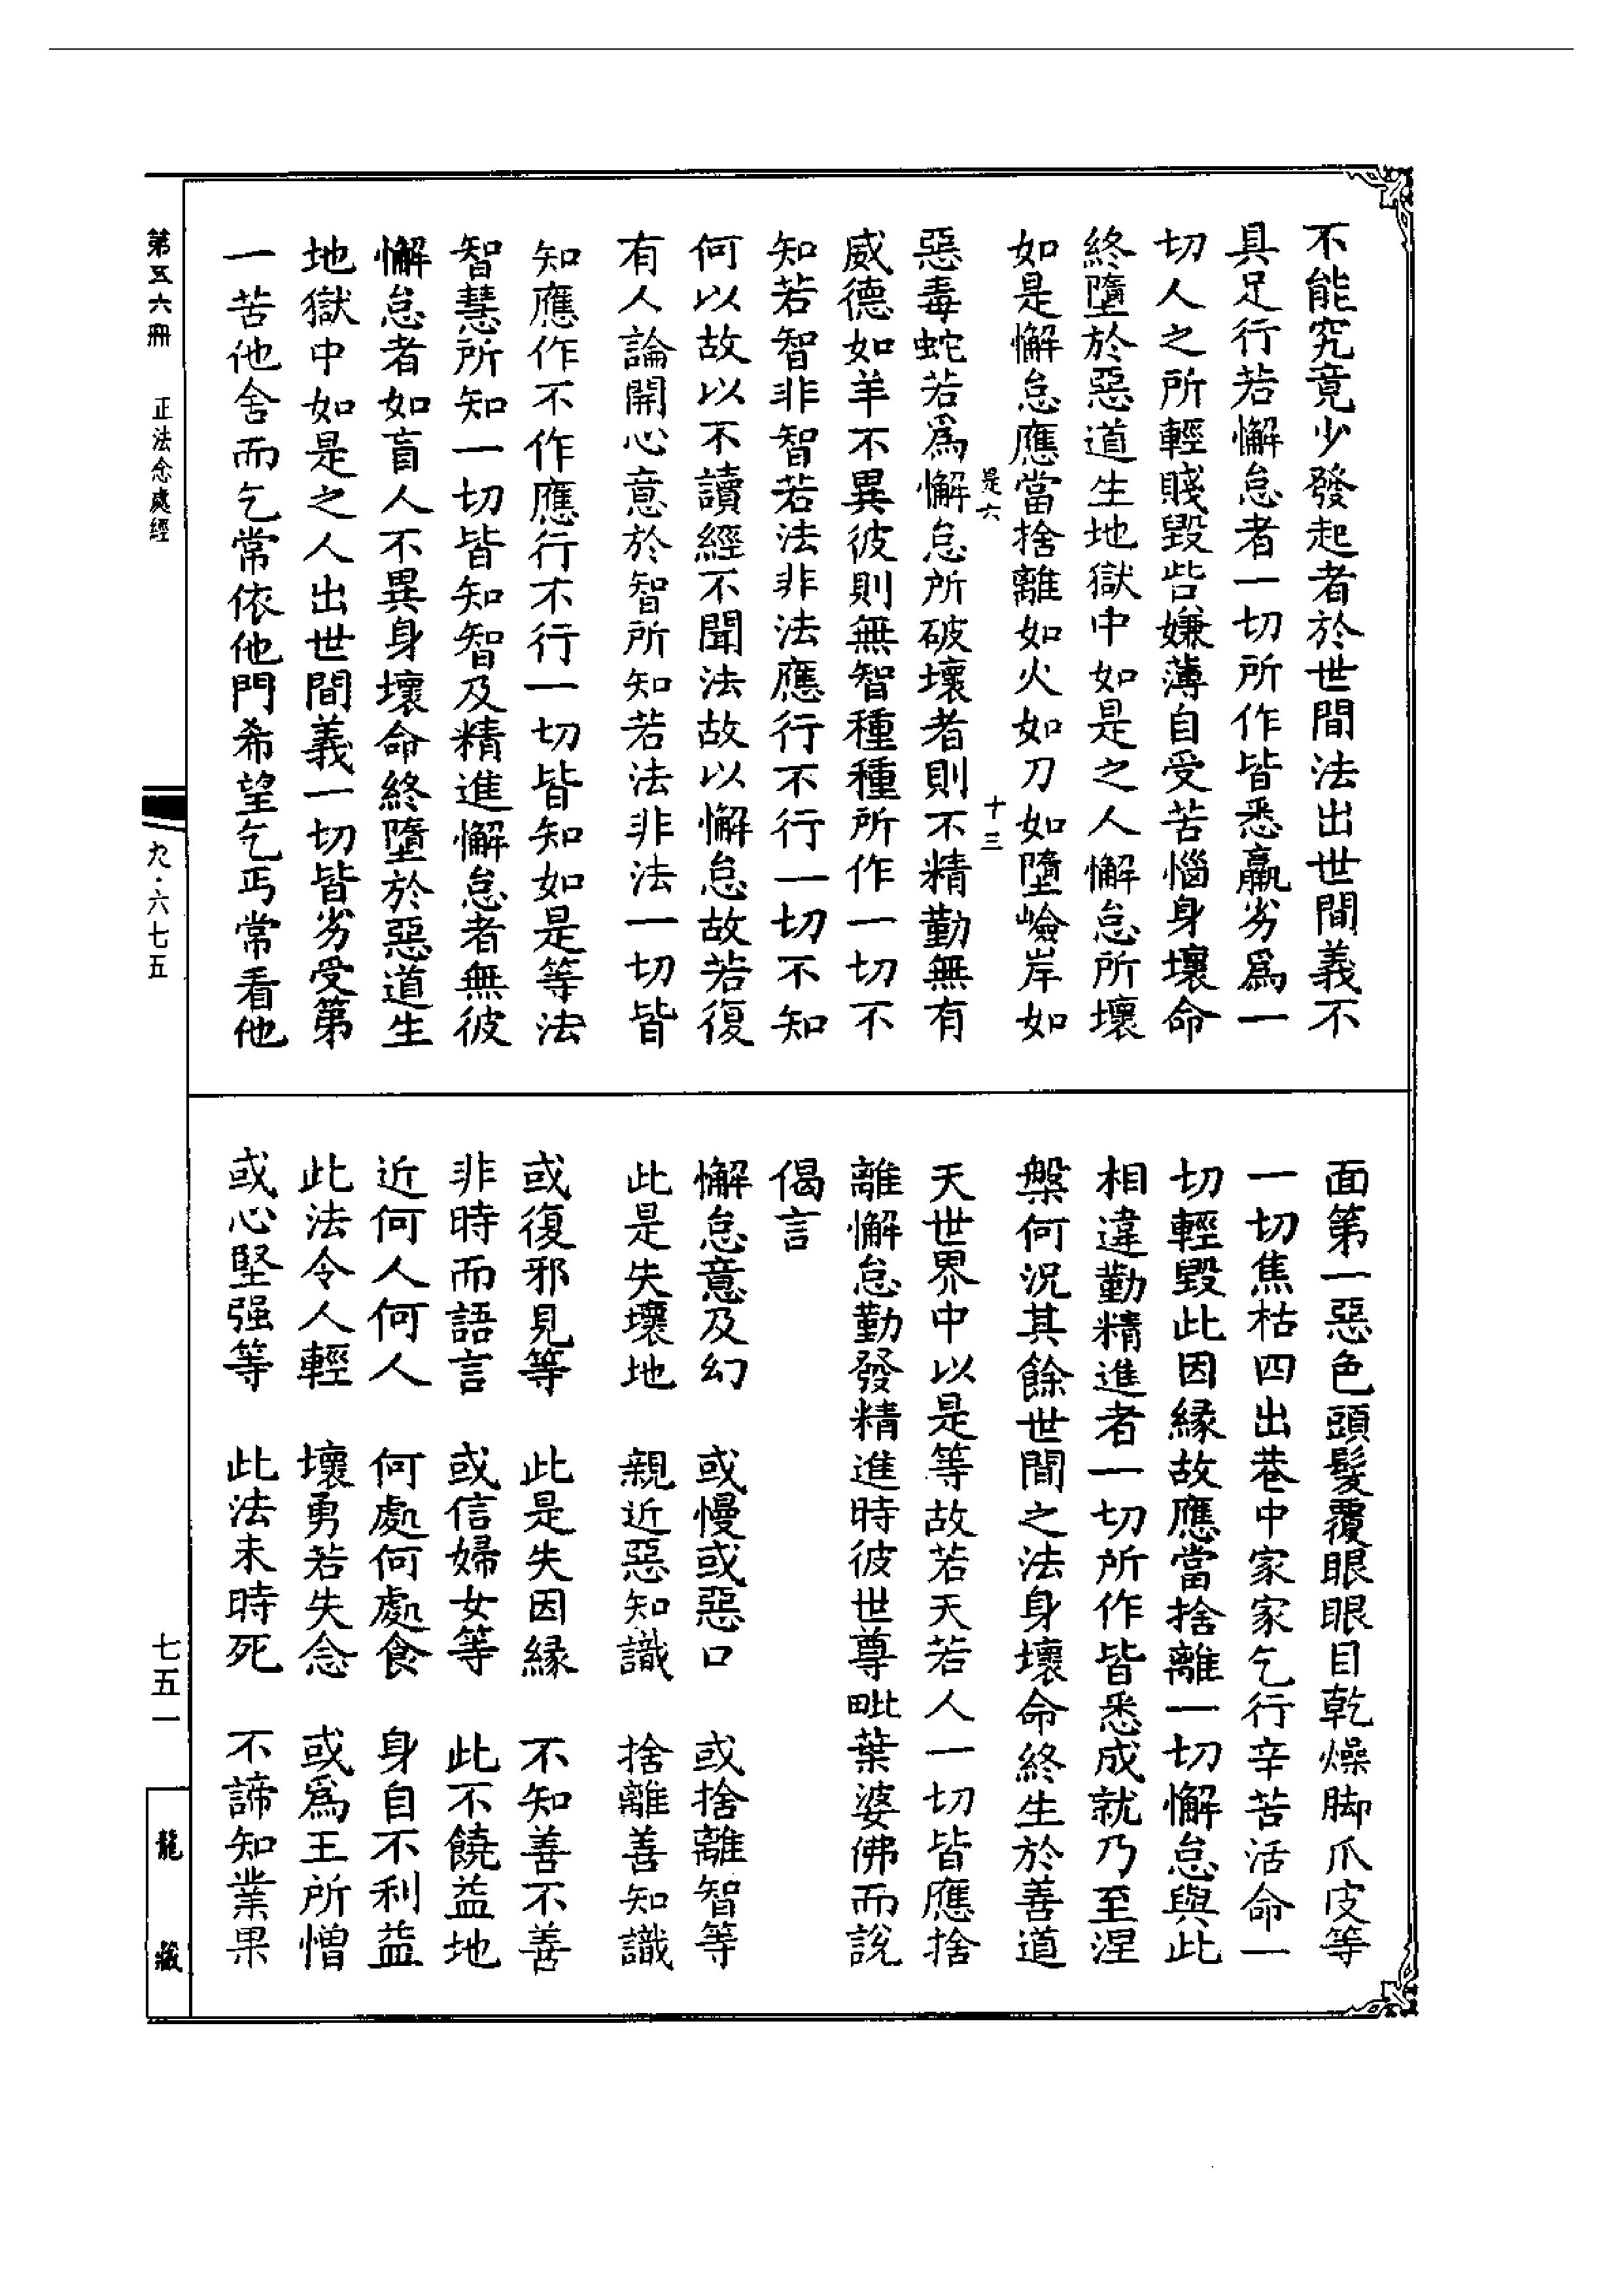 不能究竟少發起者於世間法出世間義不
具足行若懈怠者一切所作皆悉羸劣爲一
切人之所輕賤毀呰嫌薄自受苦惱身壞命
終墮於惡道生地獄中如是之人懈怠所壞
如是懈怠應當捨離如火如刀如墮嶮岸如
是六
十三
惡毒蛇若爲懈怠所破壞者則不精勤無有
威德如羊不異彼則無智種種所作一切不
知若智非智若法非法應行不行一切不知
何以故以不讀經不聞法故以懈怠故若復
有人論開心意於智所知若法非法一切皆
知應作不作應行不行一切皆知如是等法
智慧所知一切皆知智及精進懈怠者無彼
懈怠者如盲人不異身壞命終墮於惡道生
地獄中如是之人出世間義一切皆劣受第
一苦他舍而乞常依他門希望乞丐常看他
面第一惡色頭髮覆眼眼目乾燥脚爪皮等
一切焦枯四出巷中家家乞行辛苦活命一
切輕毀此因緣故應當捨離一切懈怠與此
相違勤精進者一切所作皆悉成就乃至涅
槃何況其餘世間之法身壞命終生於善道
天世界中以是等故若天若人一切皆應捨
離懈怠勤發精進時彼世尊毗葉婆佛而說
偈言
懈怠意及幻　或慢或惡口　或捨離智等
此是失壞地　親近惡知識　捨離善知識
或復邪見等　此是失因緣　不知善不善
非時而語言　或信婦女等　此不饒益地
近何人何人　何處何處食　身自不利益
此法令人輕　壞勇若失念　或爲王所憎
或心堅强等　此法未時死　不諦知業果
第五六冊　正法念處經
九·六七五
七五一
龍藏